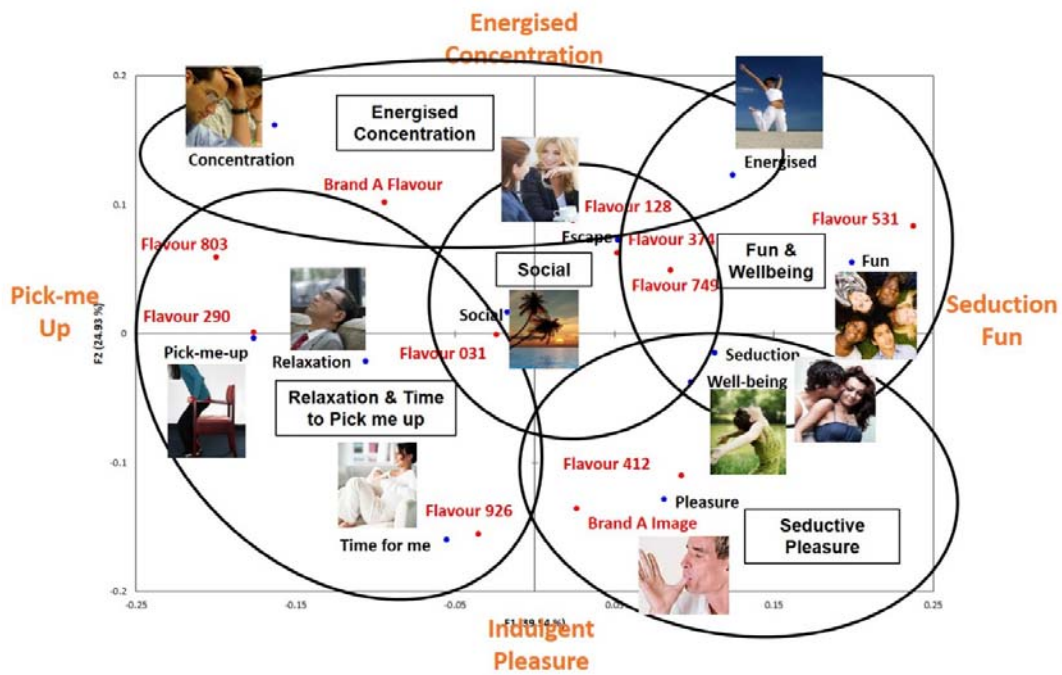 Energised
Concentration
0.2
Energised
Concentration
Concentration
Energised
Brand A Flavour
0.1
Flavour 128
Flavour 531
Escape
Flavour 374
Flavour 803
Fun &
Wellbeing
Fun
Social
Flavour 749
Pick-me
Up
F2 (24.93 %)
Seduction
Fun
Flavour 290
Social
0
Pick-me-up
Relaxation
Flavour 031
Seduction
Well-being
Relaxation & Time
to Pick me up
-0.1
Flavour 412
Pleasure
Flavour 926
Brand A Image
Seductive
Pleasure
Time for me
-0.2
-0.25
-0.15
-0.05
0.05
0.15
0.25
Indulgent
Pleasure